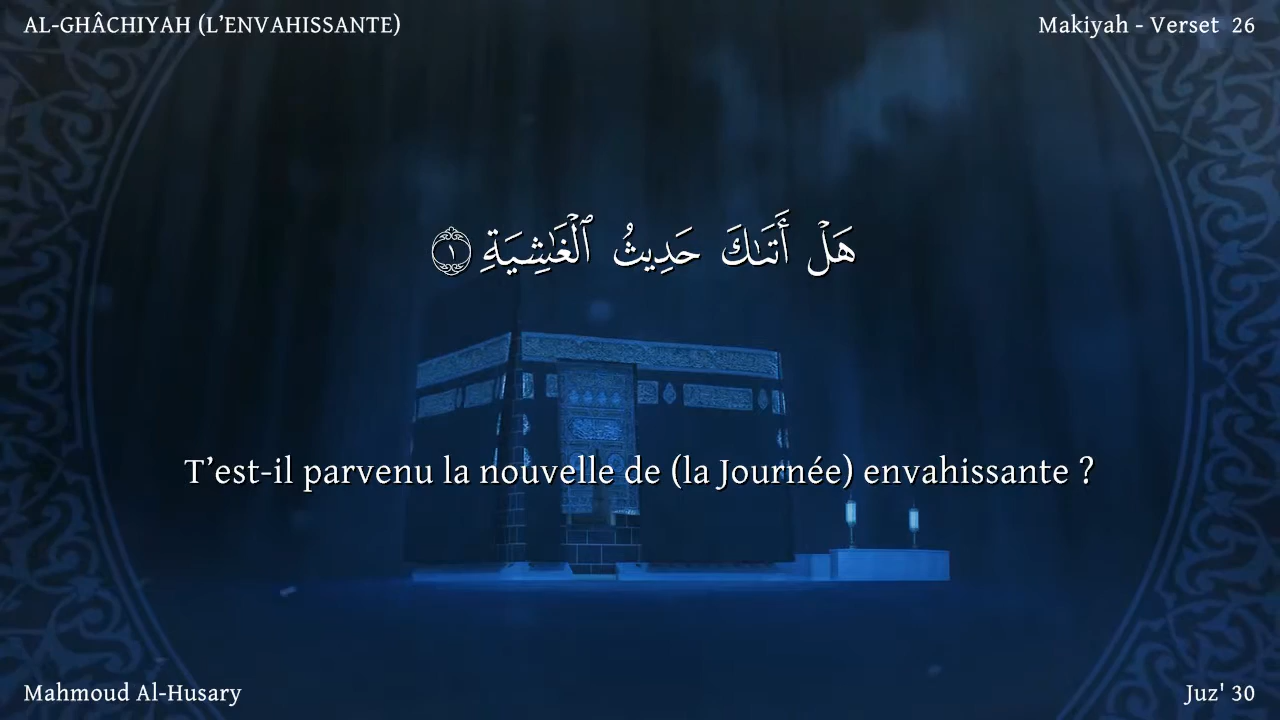 AL-GHÂCHIYAH (L’ENVAHISSANTE)
Makiyah - Verset 26
هَلْ أَتَىٰكَ حَدِيثُ ٱلْغَٰشِيَةِ ١
T’est-il parvenu la nouvelle de (la Journée) envahissante ?
Mahmoud Al-Husary
Juz' 30